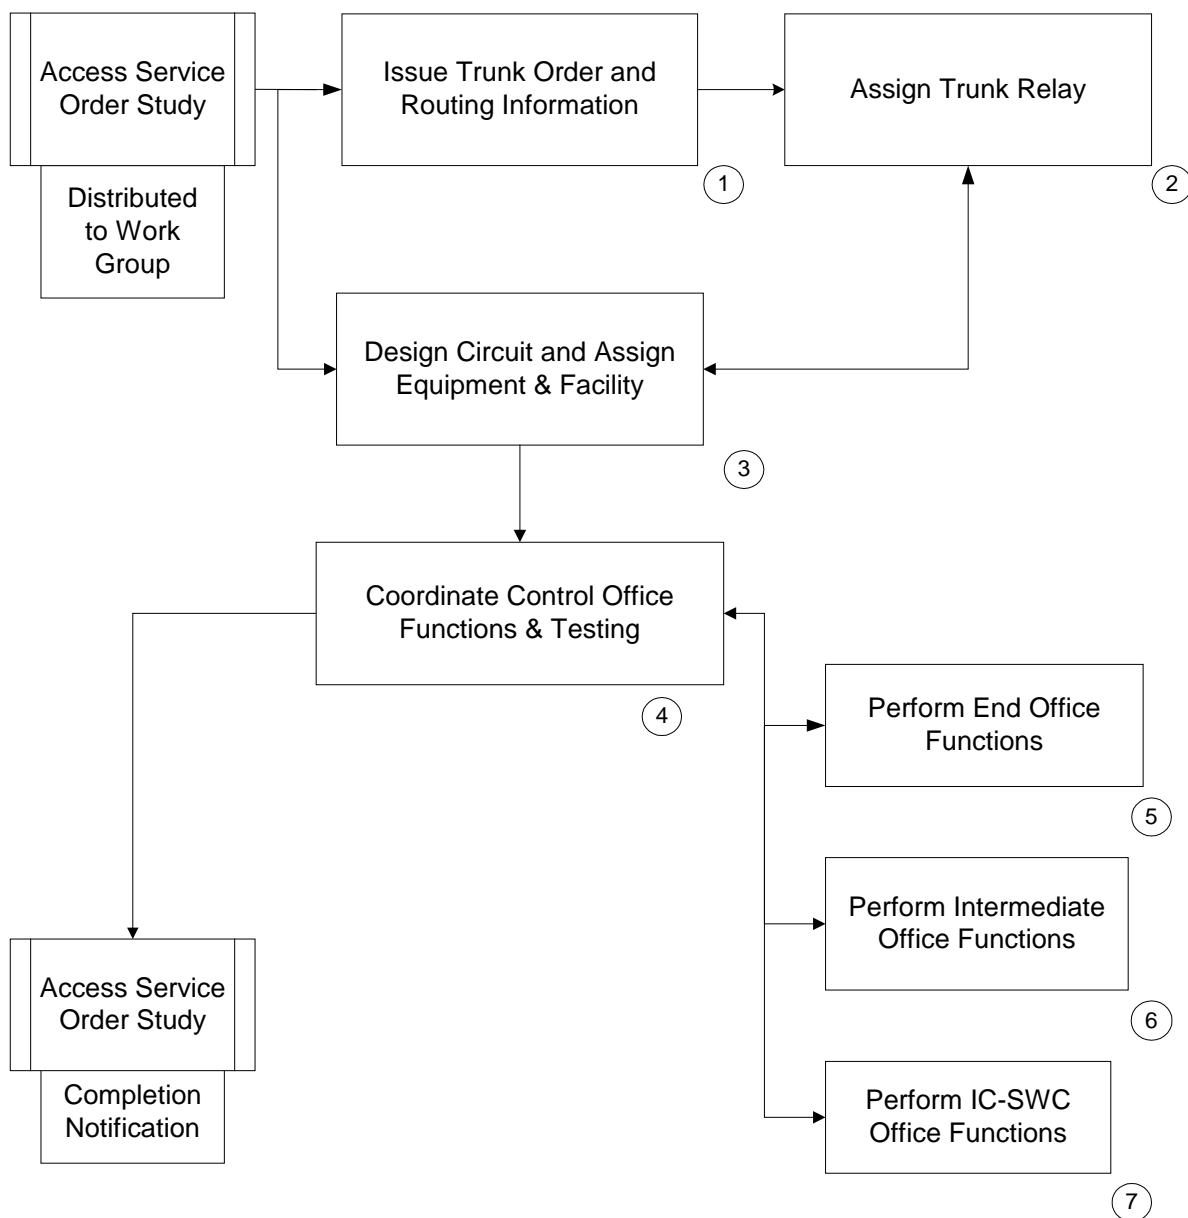 Access Service
Order Study
Distributed
to Work
Group
Issue Trunk Order and
Routing Information
1
Assign Trunk Relay
2
Design Circuit and Assign
Equipment & Facility
3
Coordinate Control Office
Functions & Testing
4
Perform End Office
Functions
5
Perform Intermediate
Office Functions
6
Perform IC-SWC
Office Functions
7
Access Service
Order Study
Completion
Notification